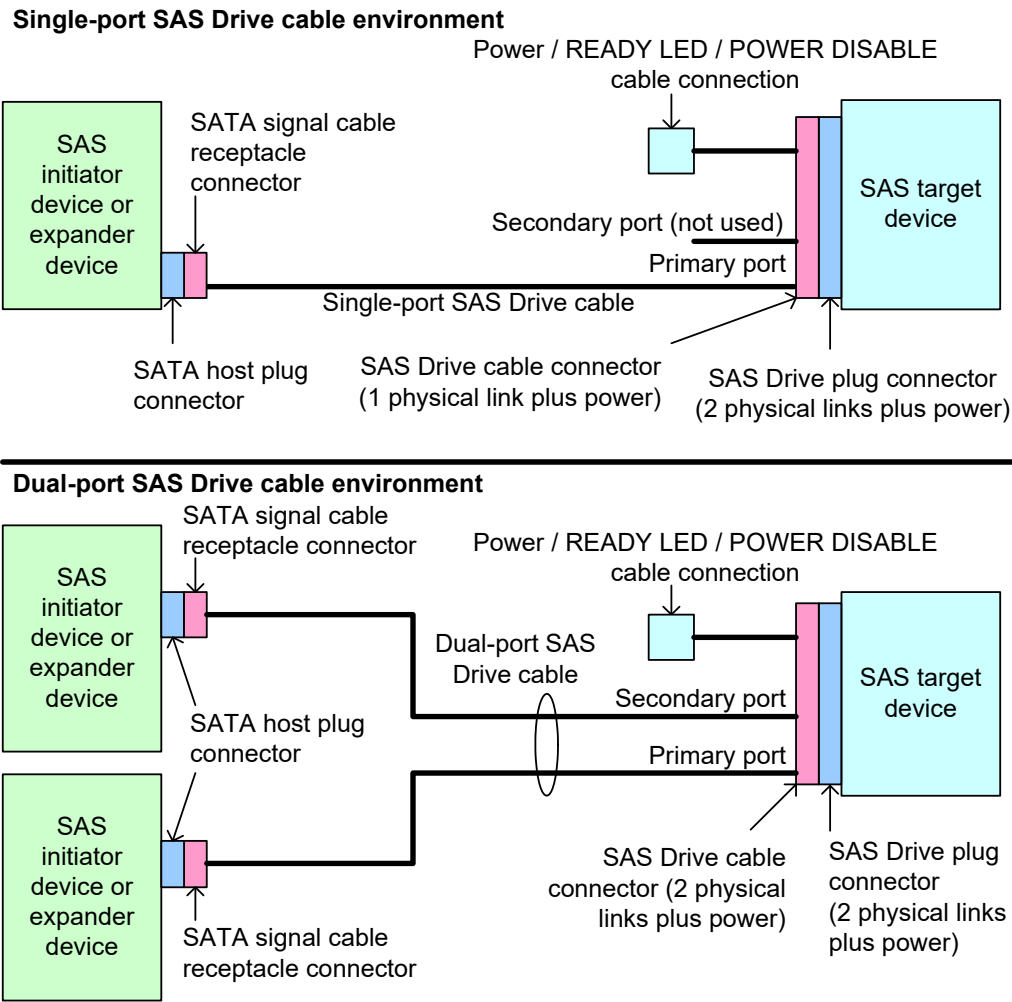 Single-port SAS Drive cable environment
Power / READY LED / POWER DISABLE
cable connection
SAS
initiator
device or
expander
device
SATA signal cable
receptacle
connector
SAS target
device
Secondary port (not used)
Primary port
Single-port SAS Drive cable
SATA host plug
connector
SAS Drive cable connector
(1 physical link plus power)
SAS Drive plug connector
(2 physical links plus power)
Dual-port SAS Drive cable environment
SATA signal cable
receptacle connector
Power / READY LED / POWER DISABLE
cable connection
SAS
initiator
device or
expander
device
Dual-port SAS
Drive cable
SAS target
device
Secondary port
SATA host plug
connector
Primary port
SAS
initiator
device or
expander
device
SAS Drive cable
connector (2 physical
links plus power)
SAS Drive plug
connector
(2 physical links
plus power)
SATA signal cable
receptacle connector